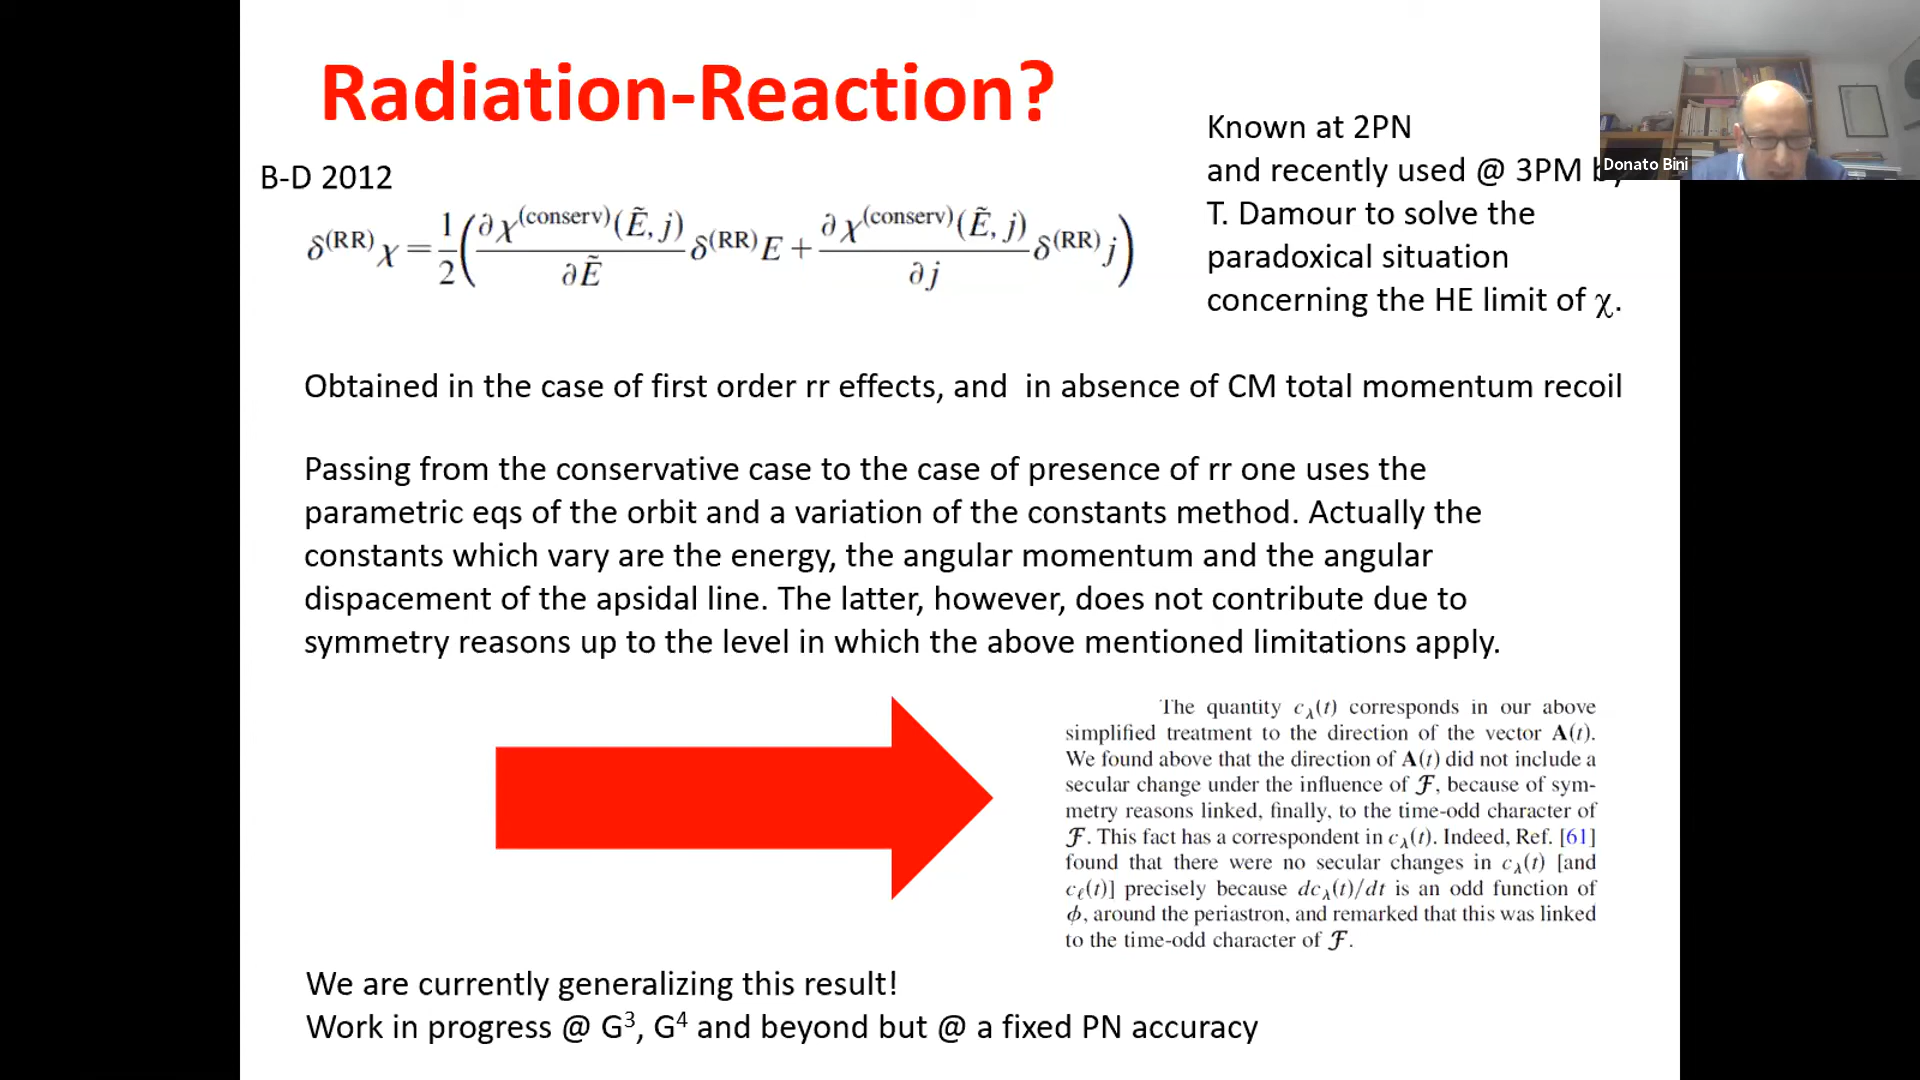 Radiation-Reaction?
B-D 2012
δ^(RR) χ = 1/2 ( ∂χ^(conserv)(Ẽ, j) / ∂Ẽ δ^(RR) E + ∂χ^(conserv)(Ẽ, j) / ∂j δ^(RR) j )
Known at 2PN
and recently used @ 3PM
T. Damour to solve the
paradoxical situation
concerning the HE limit of χ.
Donato Bini
Obtained in the case of first order rr effects, and in absence of CM total momentum recoil
Passing from the conservative case to the case of presence of rr one uses the
parametric eqs of the orbit and a variation of the constants method. Actually the
constants which vary are the energy, the angular momentum and the angular
dispacement of the apsidal line. The latter, however, does not contribute due to
symmetry reasons up to the level in which the above mentioned limitations apply.
The quantity c_λ(t) corresponds in our above
simplified treatment to the direction of the vector A(t).
We found above that the direction of A(t) did not include a
secular change under the influence of ℱ, because of sym-
metry reasons linked, finally, to the time-odd character of
ℱ. This fact has a correspondent in c_λ(t). Indeed, Ref. [61]
found that there were no secular changes in c_λ(t) [and
c_ℓ(t)] precisely because dc_λ(t)/dt is an odd function of
ϕ, around the periastron, and remarked that this was linked
to the time-odd character of ℱ.
We are currently generalizing this result!
Work in progress @ G³, G⁴ and beyond but @ a fixed PN accuracy